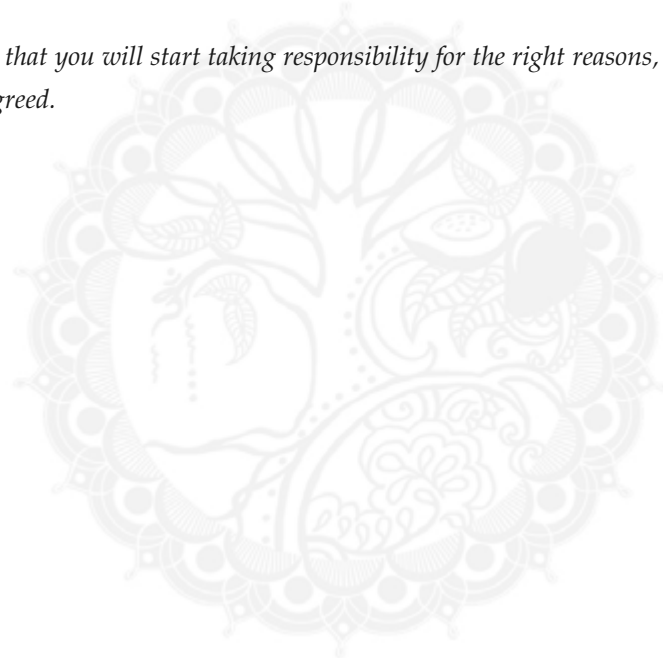 that you will start taking responsibility for the right reasons,
greed.